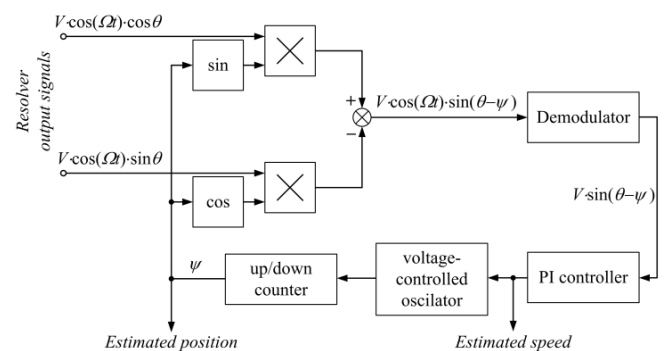 V·cos(Ωt)·cosθ
sin
Resolver
output signals
+
−
V·cos(Ωt)·sin(θ−ψ)
Demodulator
V·cos(Ωt)·sinθ
cos
V·sin(θ−ψ)
ψ
up/down
counter
voltage-
controlled
oscilator
PI controller
Estimated position
Estimated speed